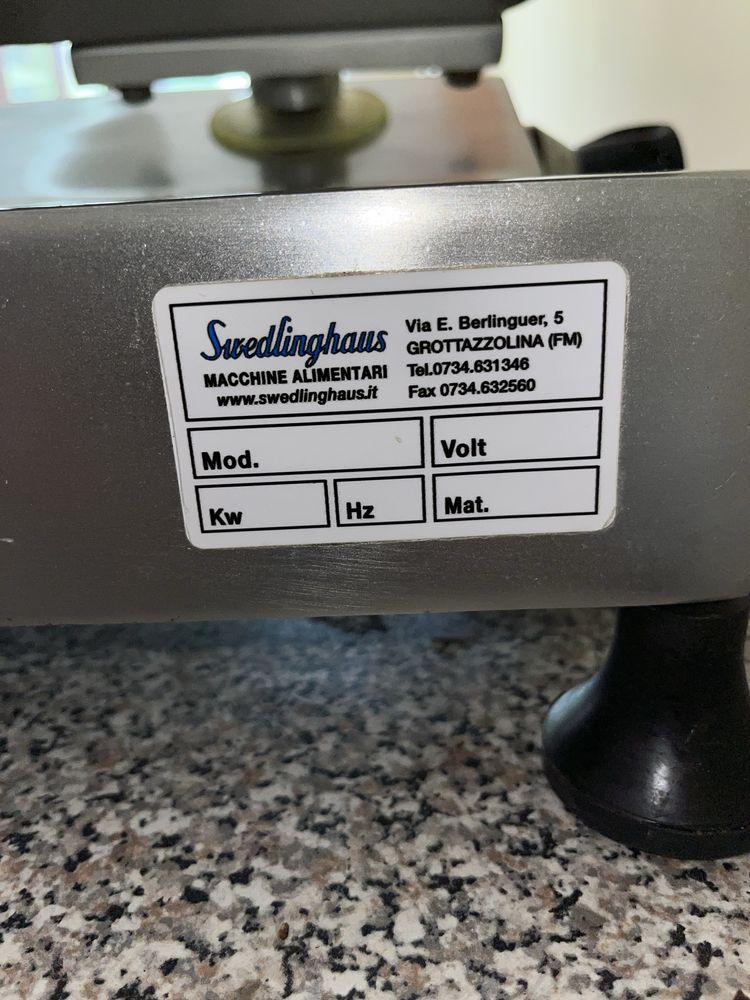 Swedlinghaus
MACCHINE ALIMENTARI
www.swedlinghaus.it
Via E. Berlinguer, 5
GROTTAZZOLINA (FM)
Tel.0734.631346
Fax 0734.632560
Mod.
Volt
Kw
Hz
Mat.